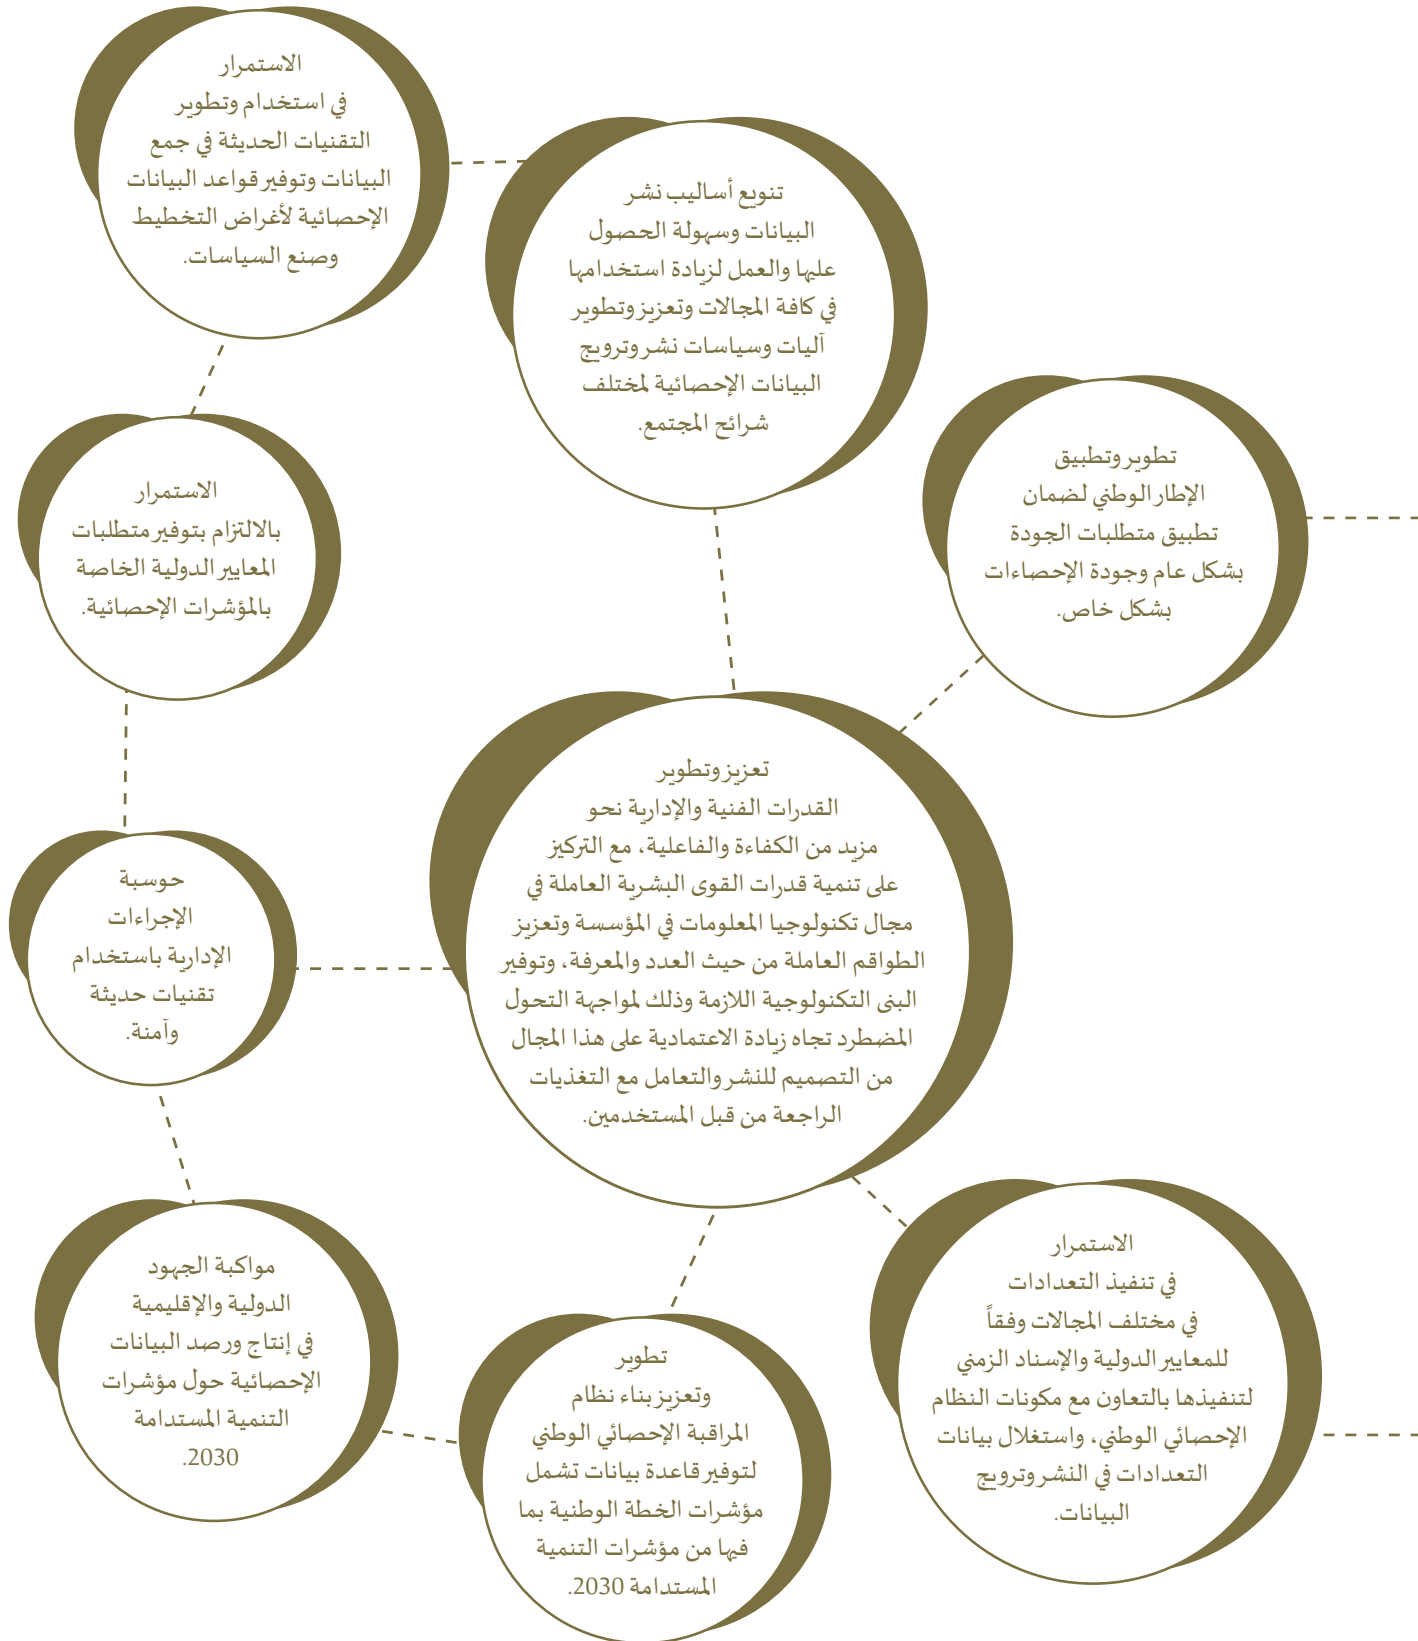 الاستمرار
في استخدام وتطوير
التقنيات الحديثة في جمع
البيانات وتوفير قواعد البيانات
الإحصائية لأغراض التخطيط
وصنع السياسات.
تنويع أساليب نشر
البيانات وسهولة الحصول
عليها والعمل لزيادة استخدامها
في كافة المجالات وتعزيز وتطوير
آليات وسياسات نشر وترويج
البيانات الإحصائية لمختلف
شرائح المجتمع.
تطوير وتطبيق
الإطار الوطني لضمان
تطبيق متطلبات الجودة
بشكل عام وجودة الإحصاءات
بشكل خاص.
الاستمرار
بالالتزام بتوفير متطلبات
المعايير الدولية الخاصة
بالمؤشرات الإحصائية.
تعزيز وتطوير
القدرات الفنية والإدارية نحو
مزيد من الكفاءة والفاعلية، مع التركيز
على تنمية قدرات القوى البشرية العاملة في
مجال تكنولوجيا المعلومات في المؤسسة وتعزيز
الطواقم العاملة من حيث العدد والمعرفة، وتوفير
البنى التكنولوجية اللازمة وذلك لمواجهة التحول
المضطرد تجاه زيادة الاعتمادية على هذا المجال
من التصميم للنشر والتعامل مع التغذيات
الراجعة من قبل المستخدمين.
حوسبة
الإجراءات
الإدارية باستخدام
تقنيات حديثة
وآمنة.
الاستمرار
في تنفيذ التعدادات
في مختلف المجالات وفقاً
للمعايير الدولية والإسناد الزمني
لتنفيذها بالتعاون مع مكونات النظام
الإحصائي الوطني، واستغلال بيانات
التعدادات في النشر وترويج
البيانات.
مواكبة الجهود
الدولية والإقليمية
في إنتاج ورصد البيانات
الإحصائية حول مؤشرات
التنمية المستدامة
2030.
تطوير
وتعزيز بناء نظام
المراقبة الإحصائي الوطني
لتوفير قاعدة بيانات تشمل
مؤشرات الخطة الوطنية بما
فيها من مؤشرات التنمية
المستدامة 2030.